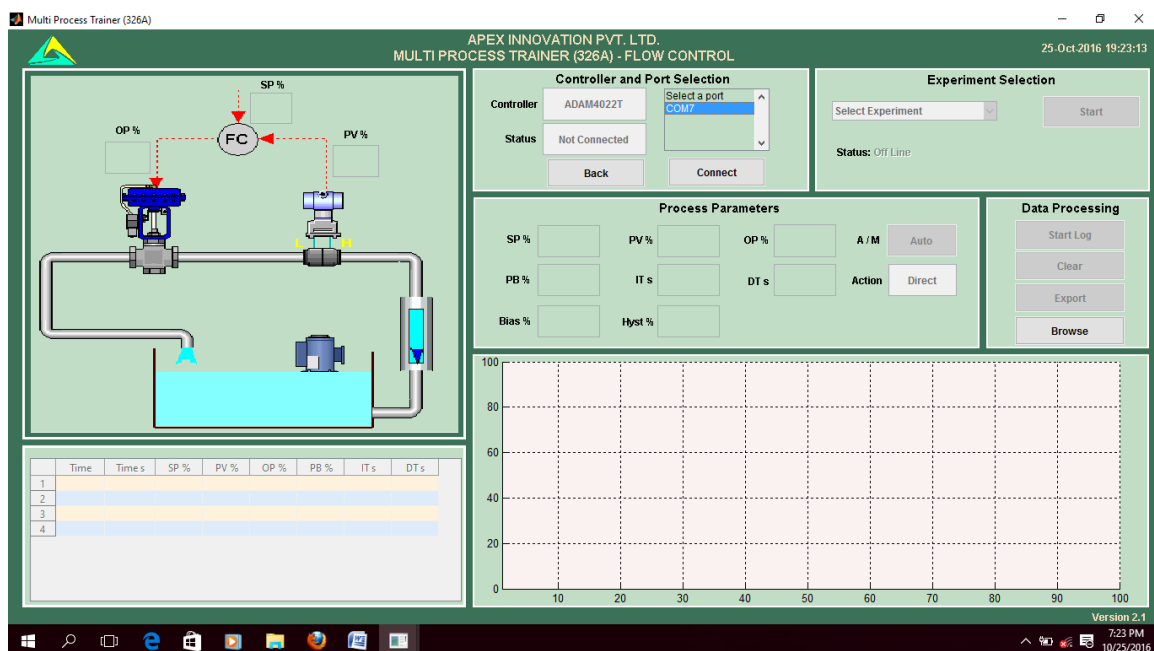 Multi Process Trainer (326A)
APEX INNOVATION PVT. LTD.
MULTI PROCESS TRAINER (326A) - FLOW CONTROL
25-Oct-2016 19:23:13
SP %
OP %
FC
PV %
L H
Controller and Port Selection
Controller ADAM4022T
Select a port
COM7
Status Not Connected
Back Connect
Experiment Selection
Select Experiment Start
Status: Off Line
Process Parameters
SP % PV % OP % A / M Auto
PB % IT s DT s Action Direct
Bias % Hyst %
Data Processing
Start Log
Clear
Export
Browse
Time Time s SP % PV % OP % PB % IT s DT s
1
2
3
4
100
80
60
40
20
0
10 20 30 40 50 60 70 80 90 100
Version 2.1
7:23 PM
10/25/2016